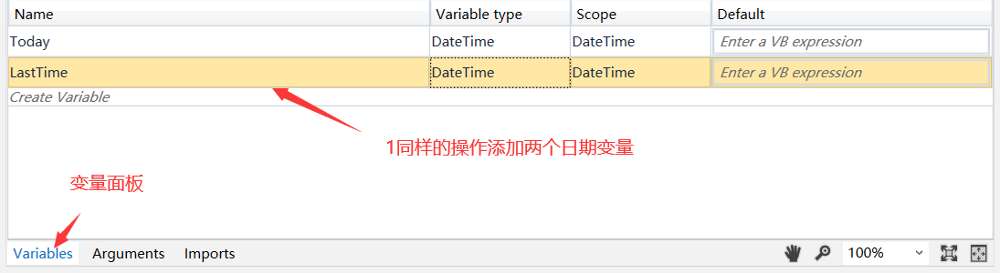 Name Variable type Scope Default
Today DateTime DateTime Enter a VB expression
LastTime DateTime DateTime Enter a VB expression
Create Variable
1同样的操作添加两个日期变量
变量面板
Variables Arguments Imports 100%